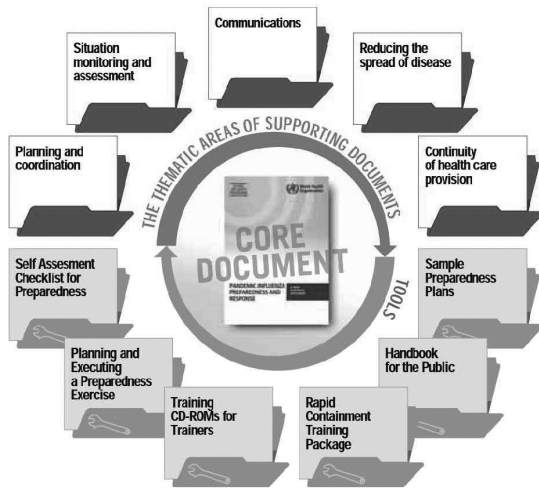 Communications
Situation
monitoring and
assessment
Reducing the
spread of disease
Planning and
coordination
Continuity
of health care
provision
THE THEMATIC AREAS OF SUPPORTING DOCUMENTS
World Health
Organization
CORE
DOCUMENT
PANDEMIC INFLUENZA
PREPAREDNESS AND
RESPONSE
TOOLS
Self Assesment
Checklist for
Preparedness
Sample
Preparedness
Plans
Planning and
Executing
a Preparedness
Exercise
Handbook
for the Public
Training
CD-ROMs for
Trainers
Rapid
Containment
Training
Package